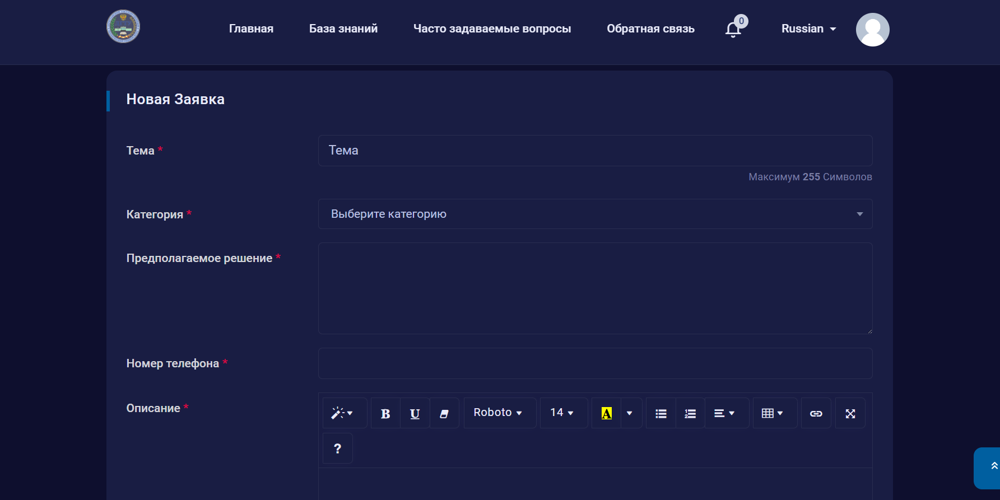 Главная База знаний Часто задаваемые вопросы Обратная связь 0 Russian
Новая Заявка
Тема *
Тема
Максимум 255 Символов
Категория *
Выберите категорию
Предполагаемое решение *
Номер телефона *
Описание *
B U Roboto 14 A
?